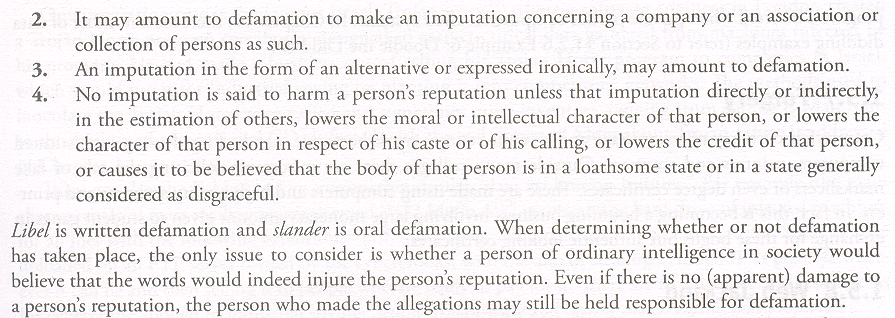 2. It may amount to defamation to make an imputation concerning a company or an association or
collection of persons as such.
3. An imputation in the form of an alternative or expressed ironically, may amount to defamation.
4. No imputation is said to harm a person's reputation unless that imputation directly or indirectly,
in the estimation of others, lowers the moral or intellectual character of that person, or lowers the
character of that person in respect of his caste or of his calling, or lowers the credit of that person,
or causes it to be believed that the body of that person is in a loathsome state or in a state generally
considered as disgraceful.
Libel is written defamation and slander is oral defamation. When determining whether or not defamation
has taken place, the only issue to consider is whether a person of ordinary intelligence in society would
believe that the words would indeed injure the person's reputation. Even if there is no (apparent) damage to
a person's reputation, the person who made the allegations may still be held responsible for defamation.